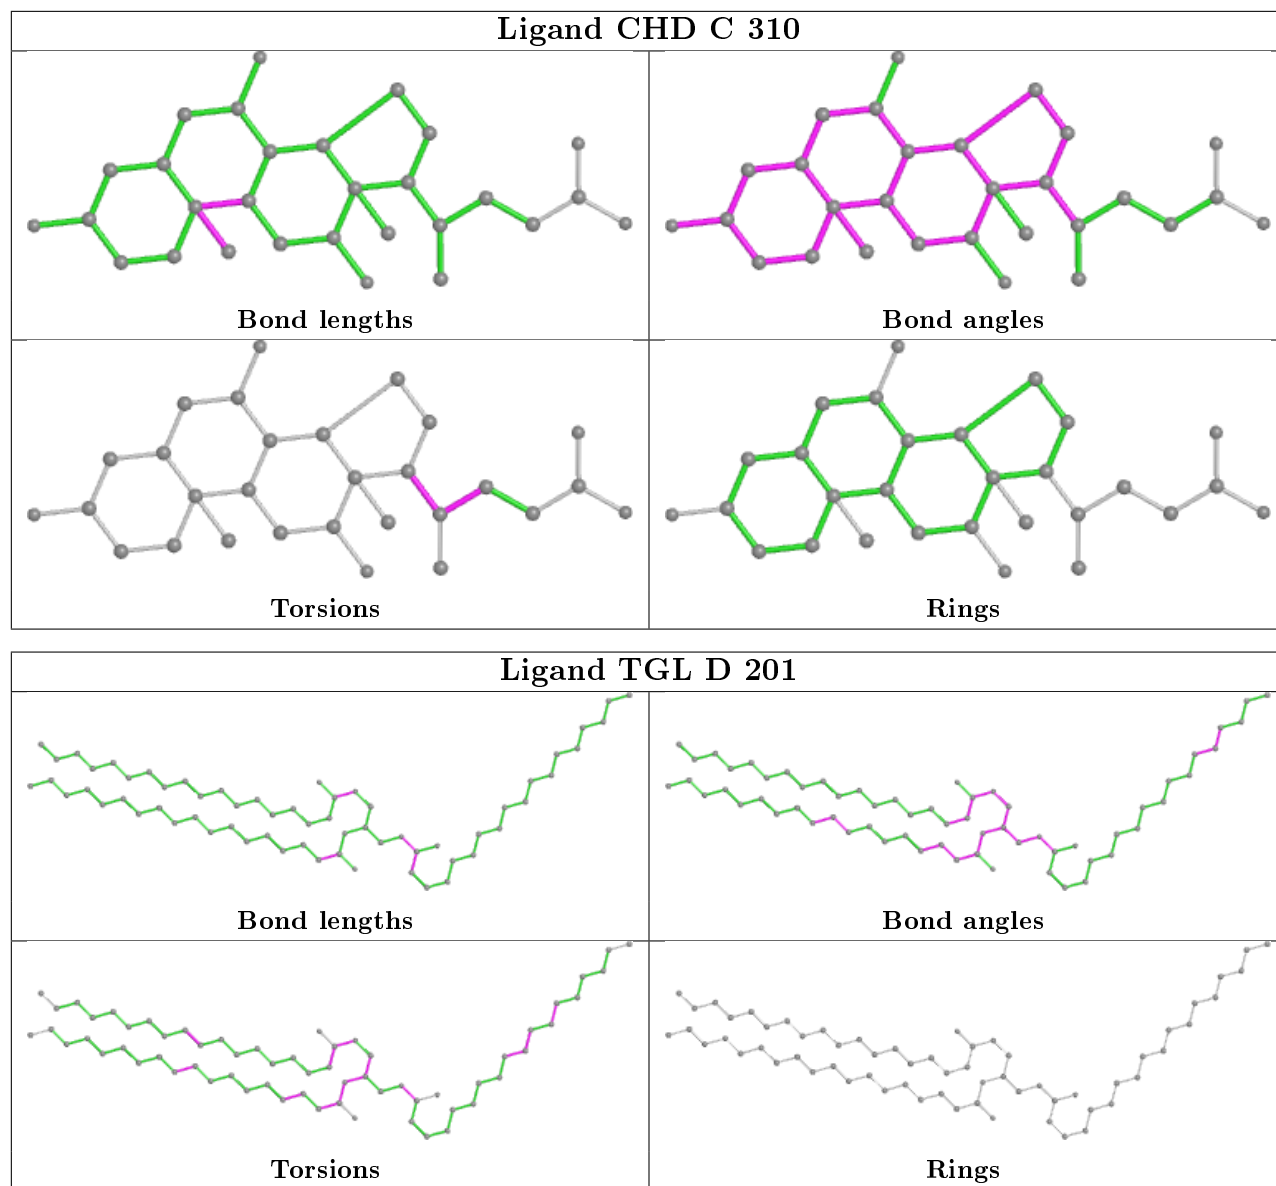 Ligand CHD C 310
Bond lengths
Bond angles
Torsions
Rings
Ligand TGL D 201
Bond lengths
Bond angles
Torsions
Rings